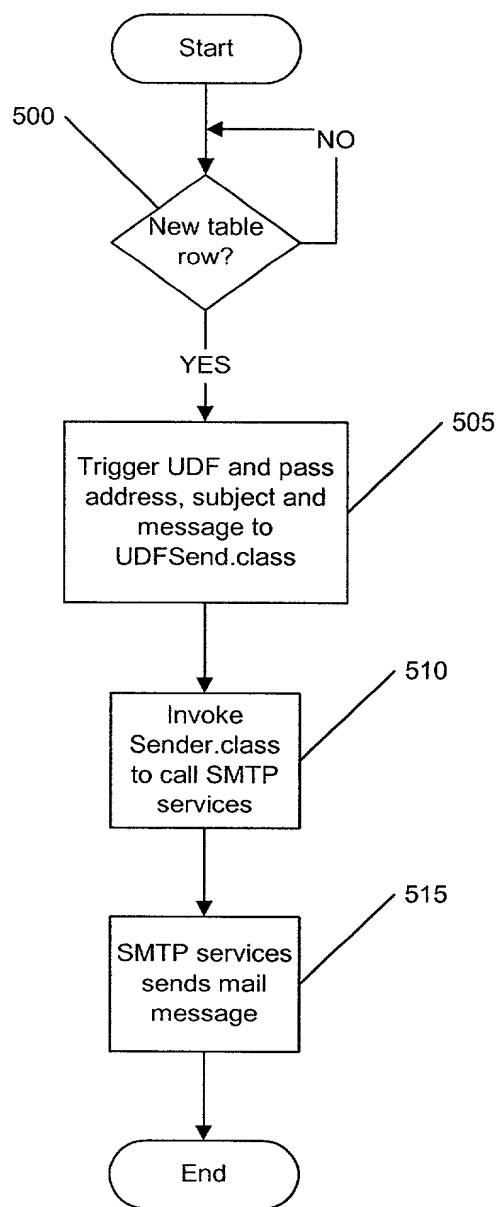 Start
500
NO
New table
row?
YES
505
Trigger UDF and pass
address, subject and
message to
UDFSend.class
510
Invoke
Sender.class
to call SMTP
services
515
SMTP services
sends mail
message
End